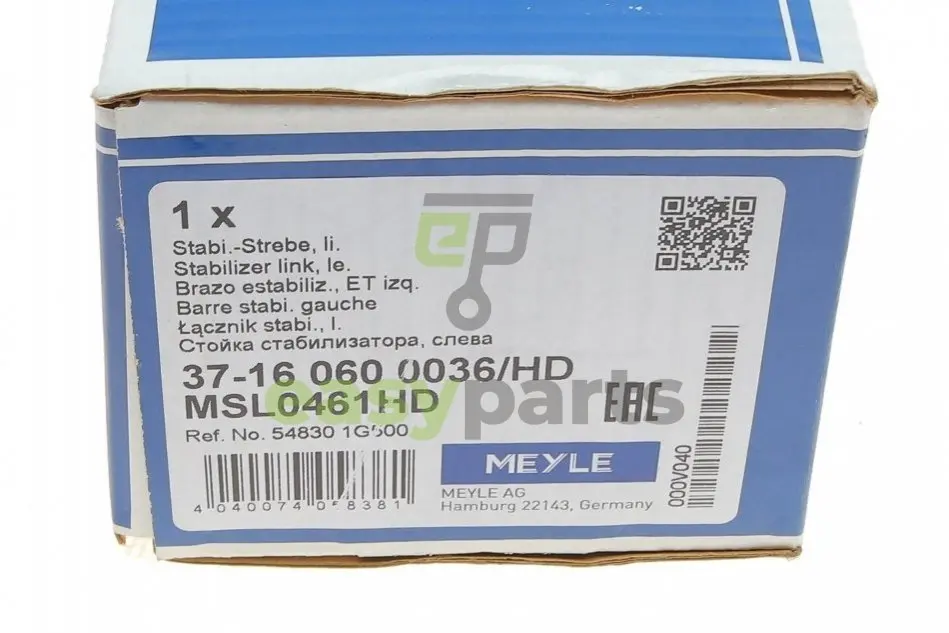 1 x
Stabi.-Strebe, li.
Stabilizer link, le.
Brazo estabiliz., ET izq.
Barre stabi. gauche
Łącznik stabi., l.
Стойка стабилизатора, слева
37-16 060 0036/HD
MSL0461HD
Ref. No. 54830 1G500
EAC
MEYLE
MEYLE AG
Hamburg 22143, Germany
000V040
ep
easyparts